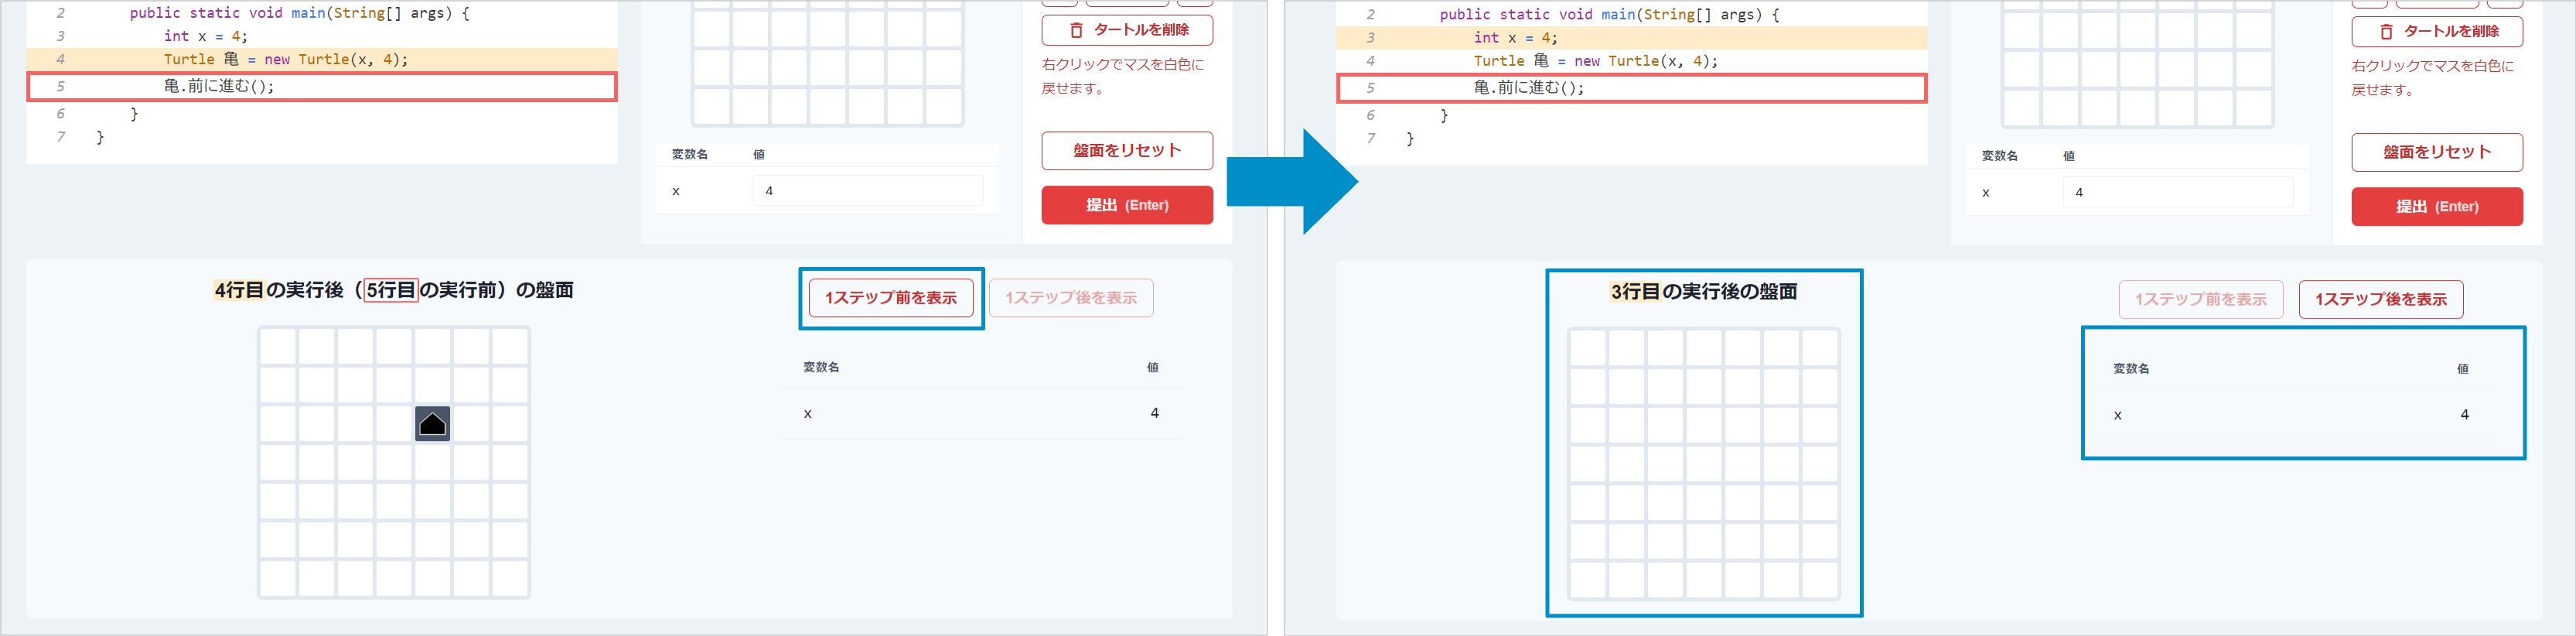 2 public static void main(String[] args) {
3 int x = 4;
4 Turtle 亀 = new Turtle(x, 4);
5 亀.前に進む();
6 }
7 }
変数名 値
x 4
タートルを削除
右クリックでマスを白色に
戻せます。
盤面をリセット
提出 (Enter)
4行目の実行後（5行目の実行前）の盤面
1ステップ前を表示 1ステップ後を表示
変数名 値
x 4
2 public static void main(String[] args) {
3 int x = 4;
4 Turtle 亀 = new Turtle(x, 4);
5 亀.前に進む();
6 }
7 }
変数名 値
x 4
タートルを削除
右クリックでマスを白色に
戻せます。
盤面をリセット
提出 (Enter)
3行目の実行後の盤面
1ステップ前を表示 1ステップ後を表示
変数名 値
x 4